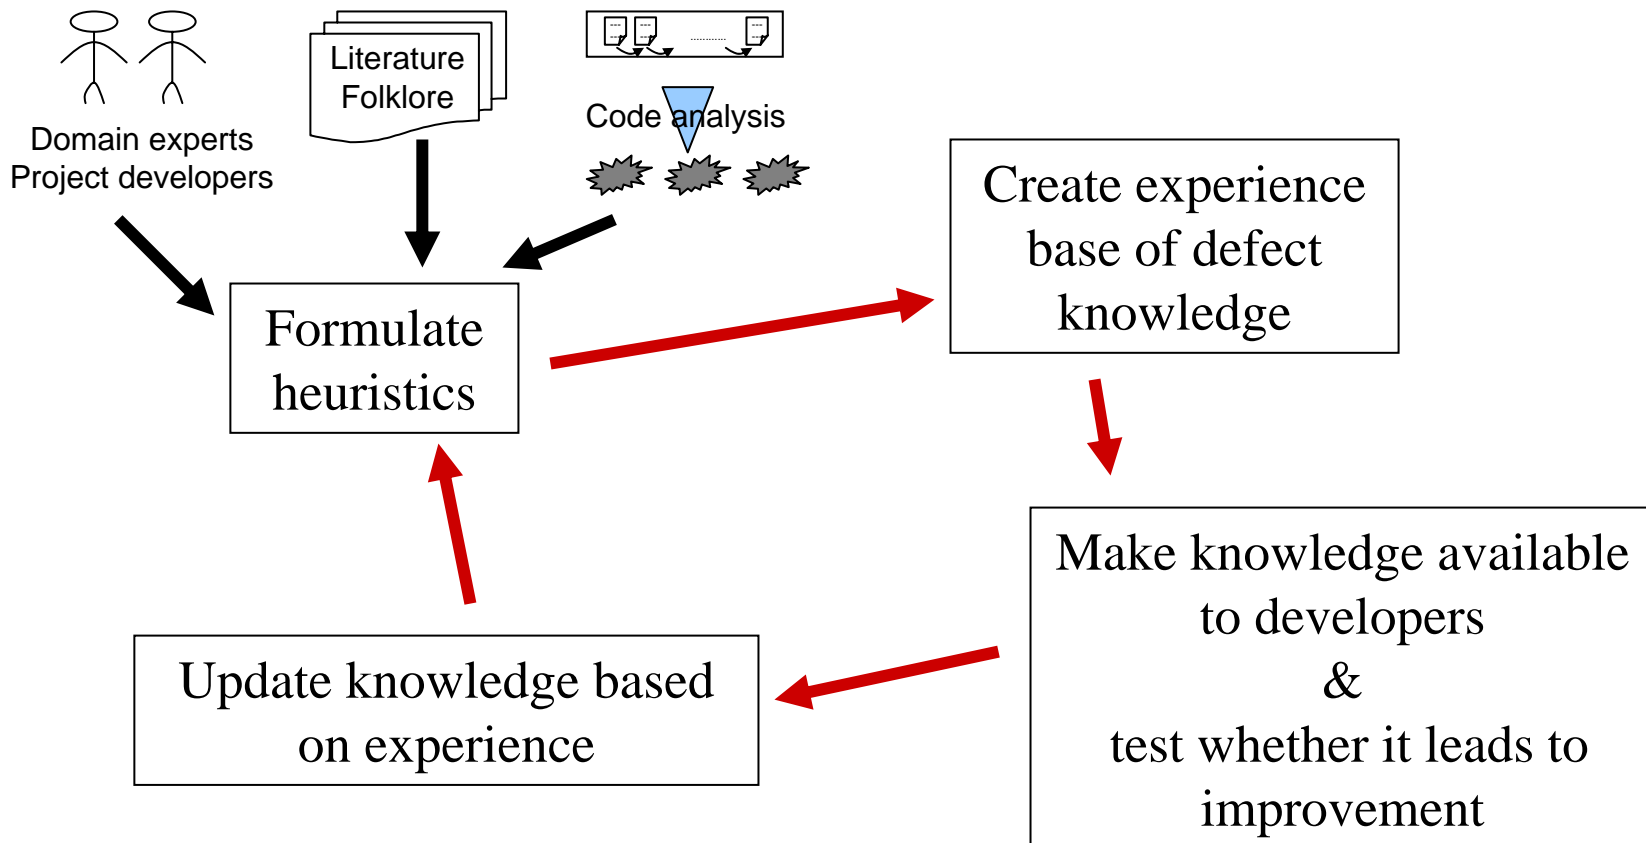 Domain experts
Project developers
Literature
Folklore
Code analysis
Formulate
heuristics
Create experience
base of defect
knowledge
Make knowledge available
to developers
&
test whether it leads to
improvement
Update knowledge based
on experience